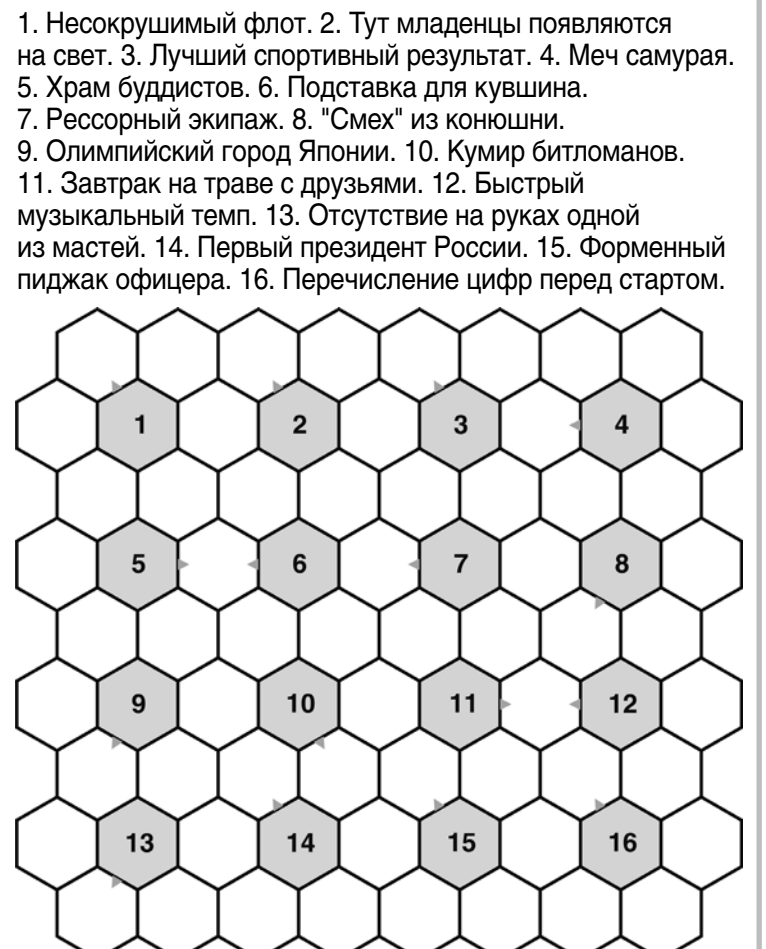 1. Несокрушимый флот. 2. Тут младенцы появляются
на свет. 3. Лучший спортивный результат. 4. Меч самурая.
5. Храм буддистов. 6. Подставка для кувшина.
7. Рессорный экипаж. 8. "Смех" из конюшни.
9. Олимпийский город Японии. 10. Кумир битломанов.
11. Завтрак на траве с друзьями. 12. Быстрый
музыкальный темп. 13. Отсутствие на руках одной
из мастей. 14. Первый президент России. 15. Форменный
пиджак офицера. 16. Перечисление цифр перед стартом.
1 2 3 4
5 6 7 8
9 10 11 12
13 14 15 16